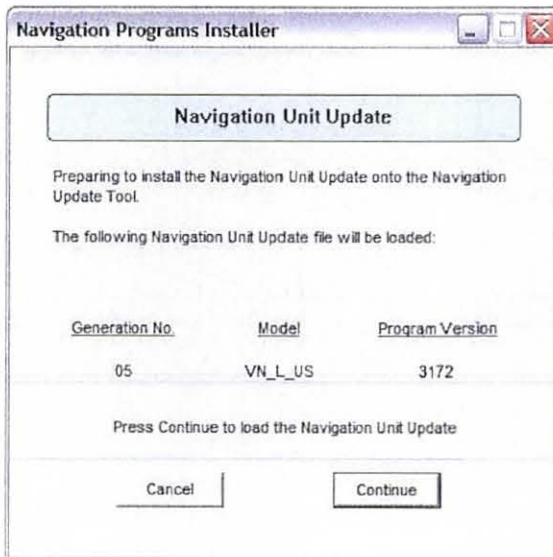 Navigation Programs Installer
Navigation Unit Update
Preparing to install the Navigation Unit Update onto the Navigation
Update Tool.
The following Navigation Unit Update file will be loaded:
Generation No. Model Program Version
05 VN_L_US 3172
Press Continue to load the Navigation Unit Update
Cancel Continue